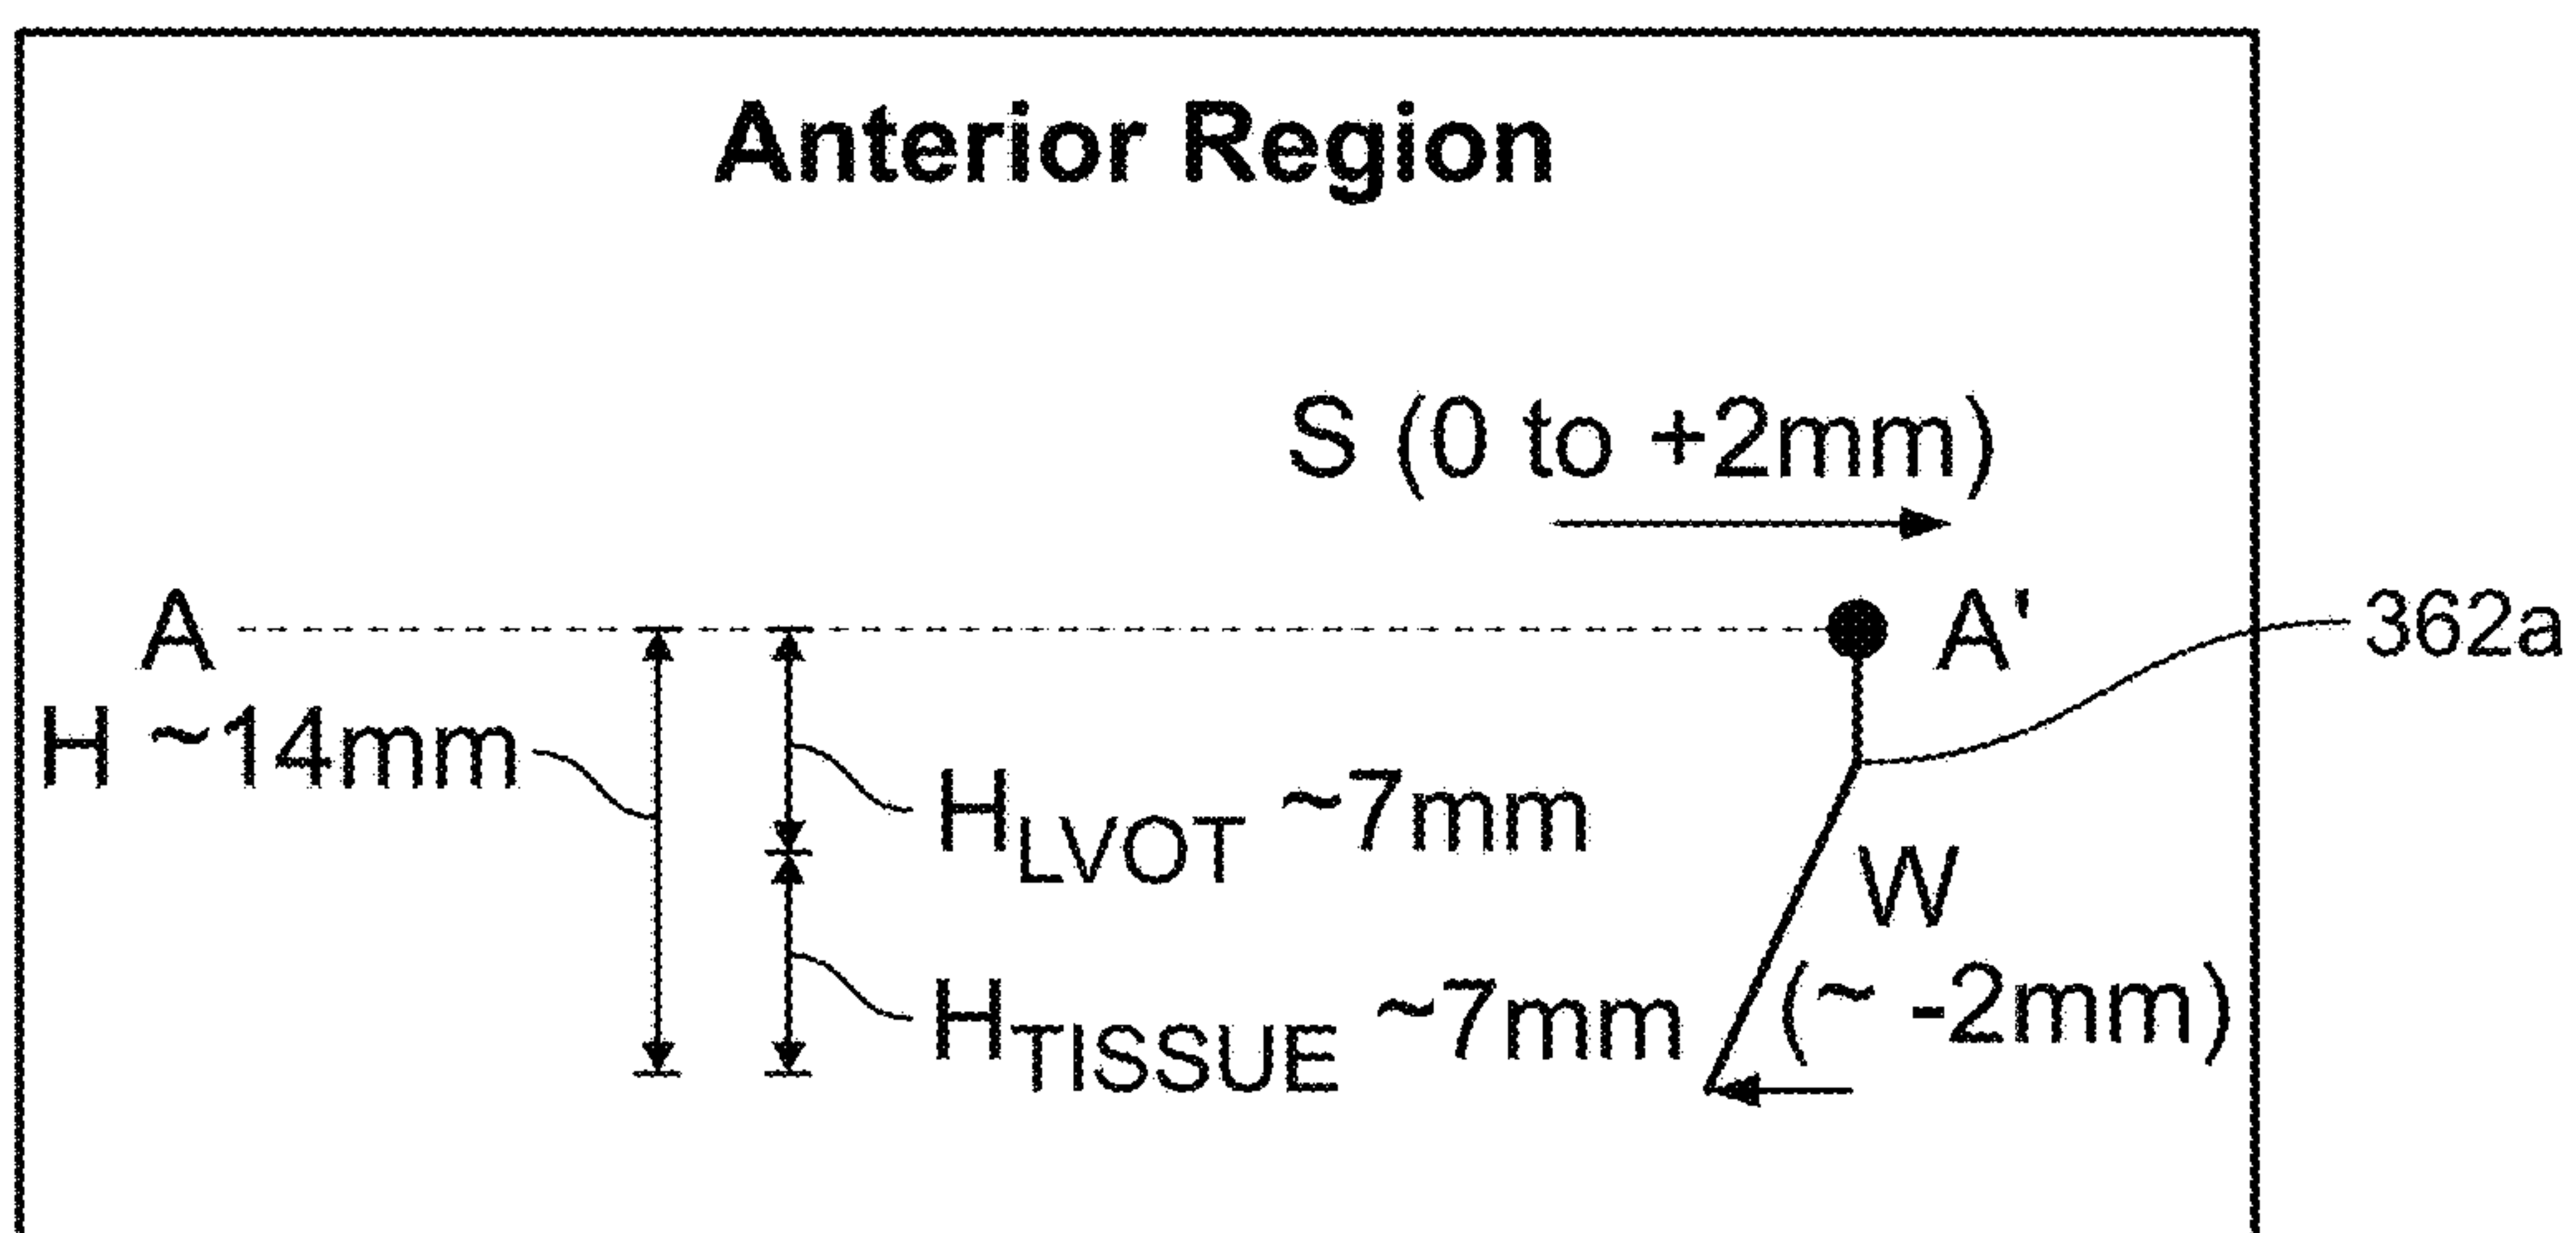 Anterior Region
S (0 to +2mm)
A
A'
362a
H ~14mm
HLVOT ~7mm
W
HTISSUE ~7mm
(~ -2mm)